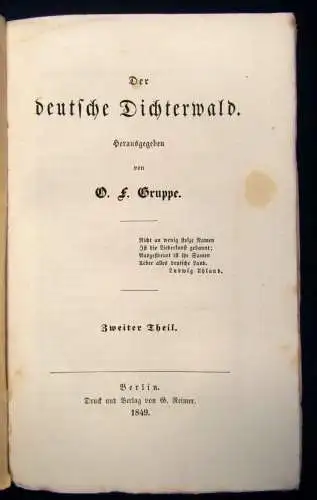 Der
deutsche Dichterwald.
Herausgegeben
von
O. F. Gruppe.
Nicht an wenig stolze Namen
Ist die Liederkunst gebannt;
Ausgestreuet ist ihr Samen
Ueber alles deutsche Land.
Ludwig Uhland.
Zweiter Theil.
Berlin.
Druck und Verlag von G. Reimer.
1849.